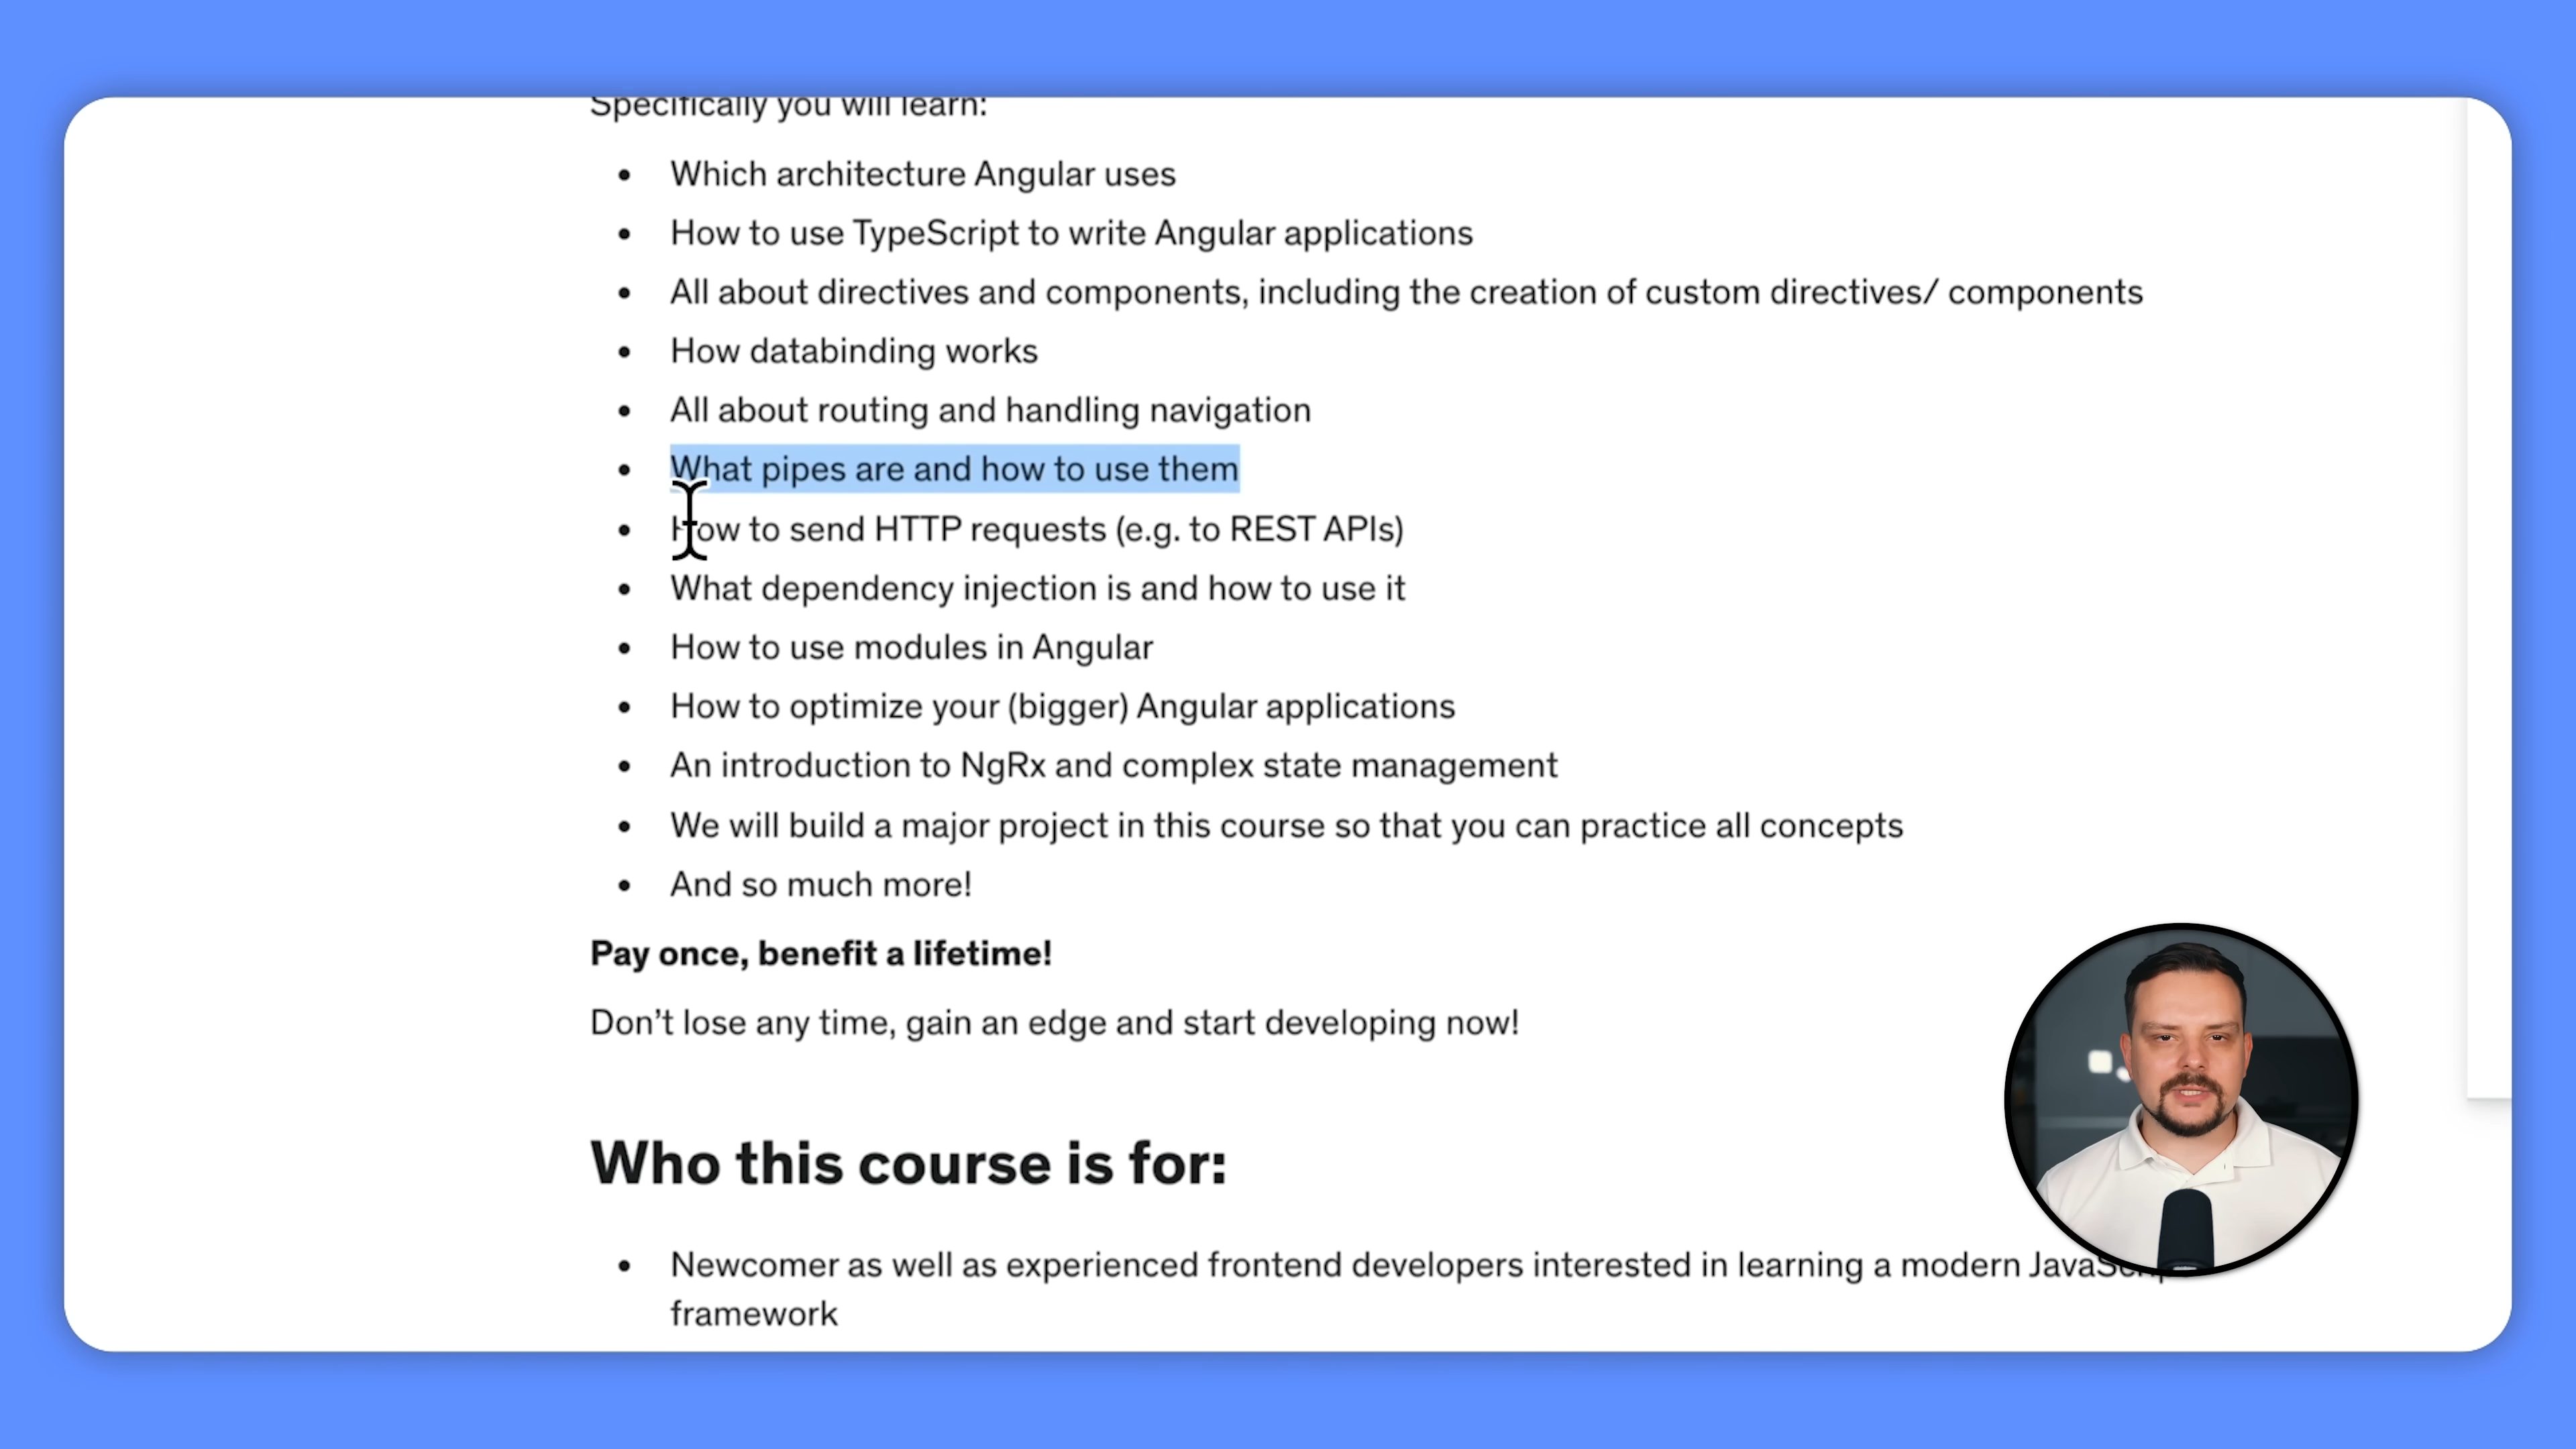 Specifically you will learn:
Which architecture Angular uses
How to use TypeScript to write Angular applications
All about directives and components, including the creation of custom directives/ components
How databinding works
All about routing and handling navigation
What pipes are and how to use them
How to send HTTP requests (e.g. to REST APIs)
What dependency injection is and how to use it
How to use modules in Angular
How to optimize your (bigger) Angular applications
An introduction to NgRx and complex state management
We will build a major project in this course so that you can practice all concepts
And so much more!
Pay once, benefit a lifetime!
Don’t lose any time, gain an edge and start developing now!
Who this course is for:
Newcomer as well as experienced frontend developers interested in learning a modern
framework